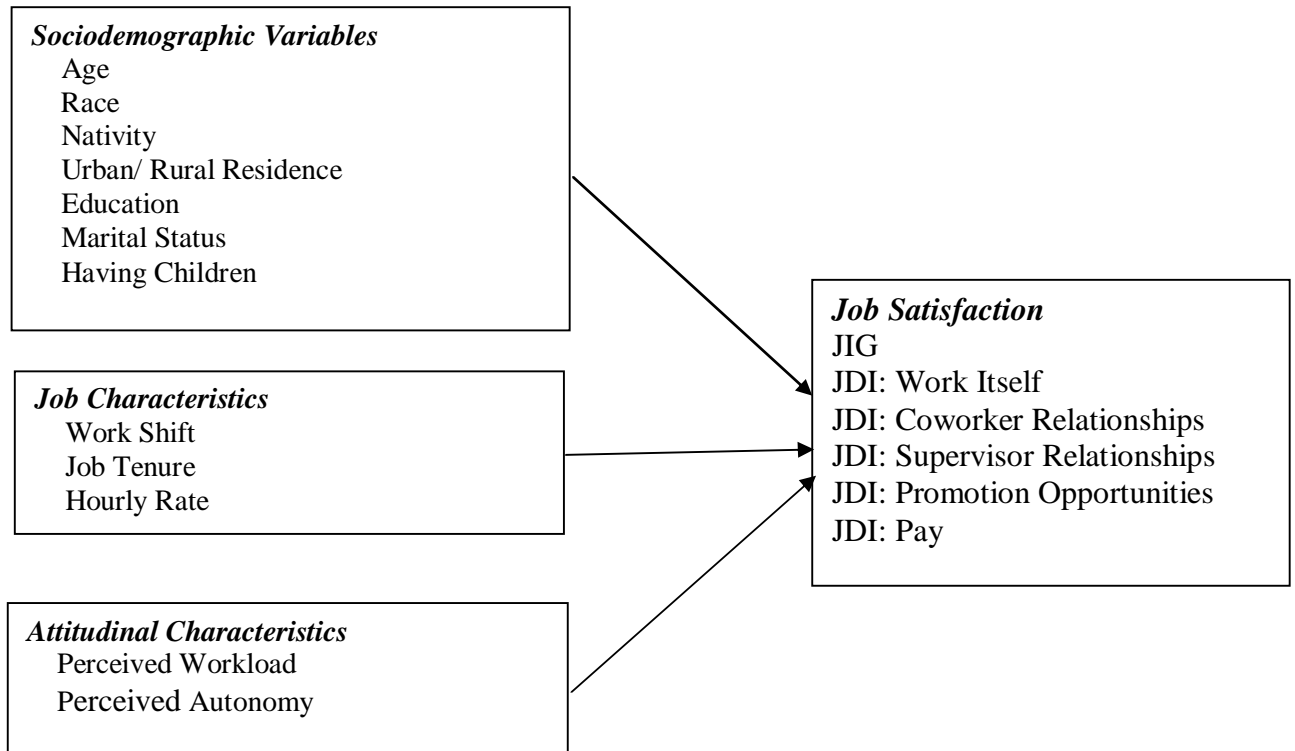 Sociodemographic Variables
Age
Race
Nativity
Urban/ Rural Residence
Education
Marital Status
Having Children
Job Characteristics
Work Shift
Job Tenure
Hourly Rate
Attitudinal Characteristics
Perceived Workload
Perceived Autonomy
Job Satisfaction
JIG
JDI: Work Itself
JDI: Coworker Relationships
JDI: Supervisor Relationships
JDI: Promotion Opportunities
JDI: Pay